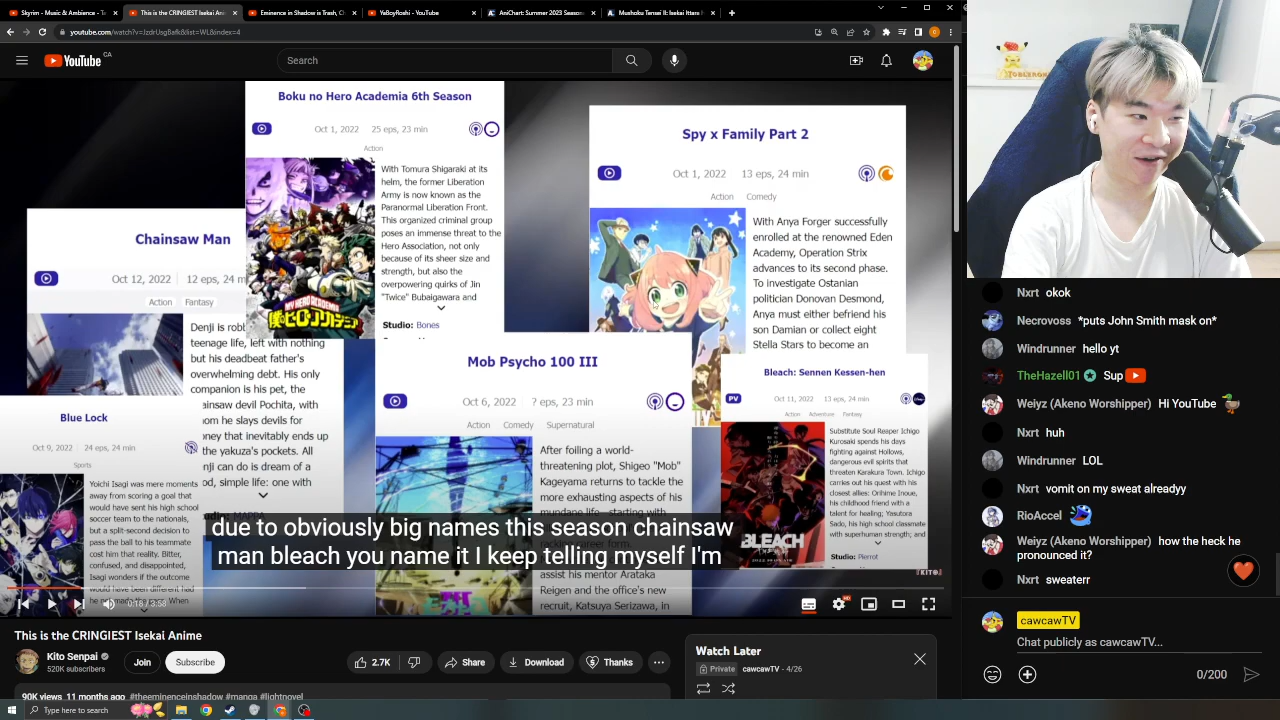 Skyrim - Music & Ambience - Te
This is the CRINGIEST Isekai Ani
Eminence in Shadow is Trash, C
YaBoyRoshi - YouTube
AniChart: Summer 2023 Season
Mushoku Tensei II: Isekai Ittara H
YouTube CA
Search
Boku no Hero Academia 6th Season
Oct 1, 2022 25 eps, 23 min
Action
With Tomura Shigaraki at its
helm, the former Liberation
Army is now known as the
Paranormal Liberation Front.
This organized criminal group
poses an immense threat to the
Hero Association, not only
because of its sheer size and
strength, but also the
overpowering quirks of Jin
"Twice" Bubaigawara and
Studio: Bones
Spy x Family Part 2
Oct 1, 2022 13 eps, 24 min
Action Comedy
With Anya Forger successfully
enrolled at the renowned Eden
Academy, Operation Strix
advances to its second phase.
To investigate Ostanian
politician Donovan Desmond,
Anya must either befriend his
son Damian or collect eight
Stella Stars to become an
Chainsaw Man
Oct 12, 2022 12 eps, 24 m
Action Fantasy
Denji is robb
teenage life, left with nothing
but his deadbeat father's
overwhelming debt. His only
companion is his pet, the
ainsaw devil Pochita, with
hom he slays devils for
oney that inevitably ends up
the yakuza's pockets. All
nji can do is dream of a
od, simple life: one with
Mob Psycho 100 III
Oct 6, 2022 ? eps, 23 min
Action Comedy Supernatural
After foiling a world-
threatening plot, Shigeo "Mob"
Kageyama returns to tackle the
more exhausting aspects of his
assist his mentor Arataka
Reigen and the office's new
recruit, Katsuya Serizawa, in
Bleach: Sennen Kessen-hen
PV
Oct 11, 2022 13 eps, 24 min
Action Adventure Fantasy
Substitute Soul Reaper Ichigo
Kurosaki spends his days
fighting against Hollows,
dangerous evil spirits that
threaten Karakura Town. Ichigo
carries out his quest with his
closest allies: Orihime Inoue,
his childhood friend with a
talent for healing; Yasutora
Sado, his high school classmate
with superhuman strength; and
Studio: Pierrot
BLEACH
Blue Lock
Oct 9, 2022 24 eps, 24 min
Sports
Yoichi Isagi was mere moments
away from scoring a goal that
would have sent his high school
soccer team to the nationals,
but a split-second decision to
pass the ball to his teammate
cost him that reality. Bitter,
confused, and disappointed,
Isagi wonders if the outcome
would have been different had
due to obviously big names this season chainsaw
man bleach you name it I keep telling myself I'm
0:18 / 3:58
This is the CRINGIEST Isekai Anime
Kito Senpai
520K subscribers
Join
Subscribe
2.7K
Share
Download
Thanks
90K views 11 months ago #theeminenceinshadow #manga #lightnovel
Watch Later
Private cawcawTV - 4/26
Nxrt okok
Necrovoss *puts John Smith mask on*
Windrunner hello yt
TheHazell01 Sup
Weiyz (Akeno Worshipper) Hi YouTube
Nxrt huh
Windrunner LOL
Nxrt vomit on my sweat alreadyy
RioAccel
Weiyz (Akeno Worshipper) how the heck he
pronounced it?
Nxrt sweaterr
cawcawTV
Chat publicly as cawcawTV...
0/200
Type here to search